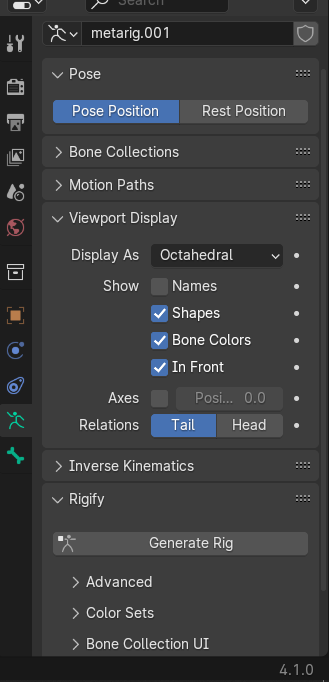 Search
metarig.001
Pose
Pose Position Rest Position
Bone Collections
Motion Paths
Viewport Display
Display As Octahedral
Show Names
Shapes
Bone Colors
In Front
Axes Posi... 0.0
Relations Tail Head
Inverse Kinematics
Rigify
Generate Rig
Advanced
Color Sets
Bone Collection UI
4.1.0